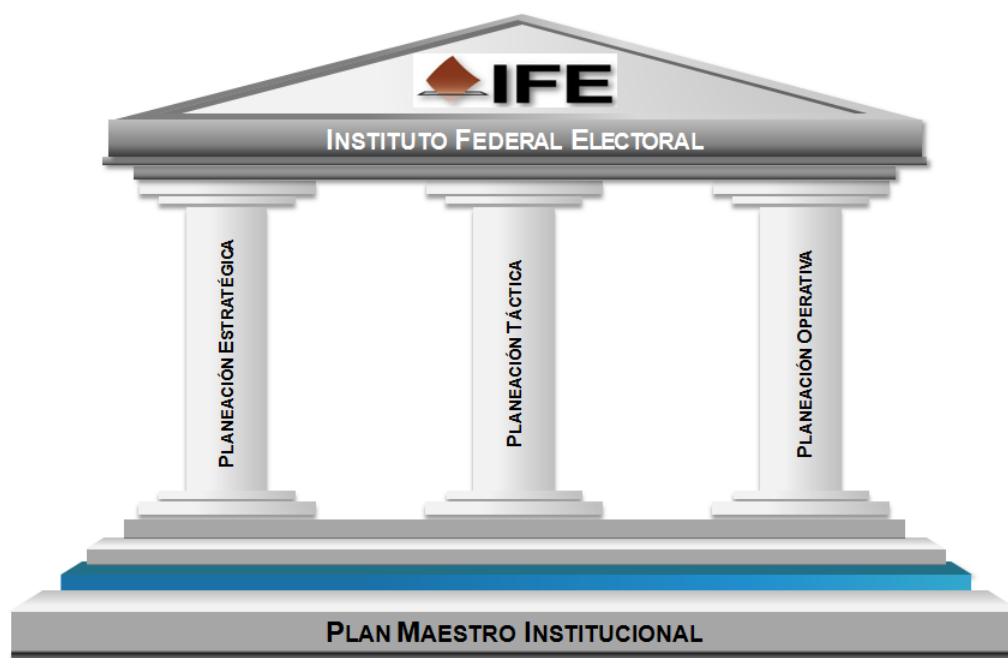 IFE
INSTITUTO FEDERAL ELECTORAL
PLANEACIÓN ESTRATÉGICA
PLANEACIÓN TÁCTICA
PLANEACIÓN OPERATIVA
PLAN MAESTRO INSTITUCIONAL